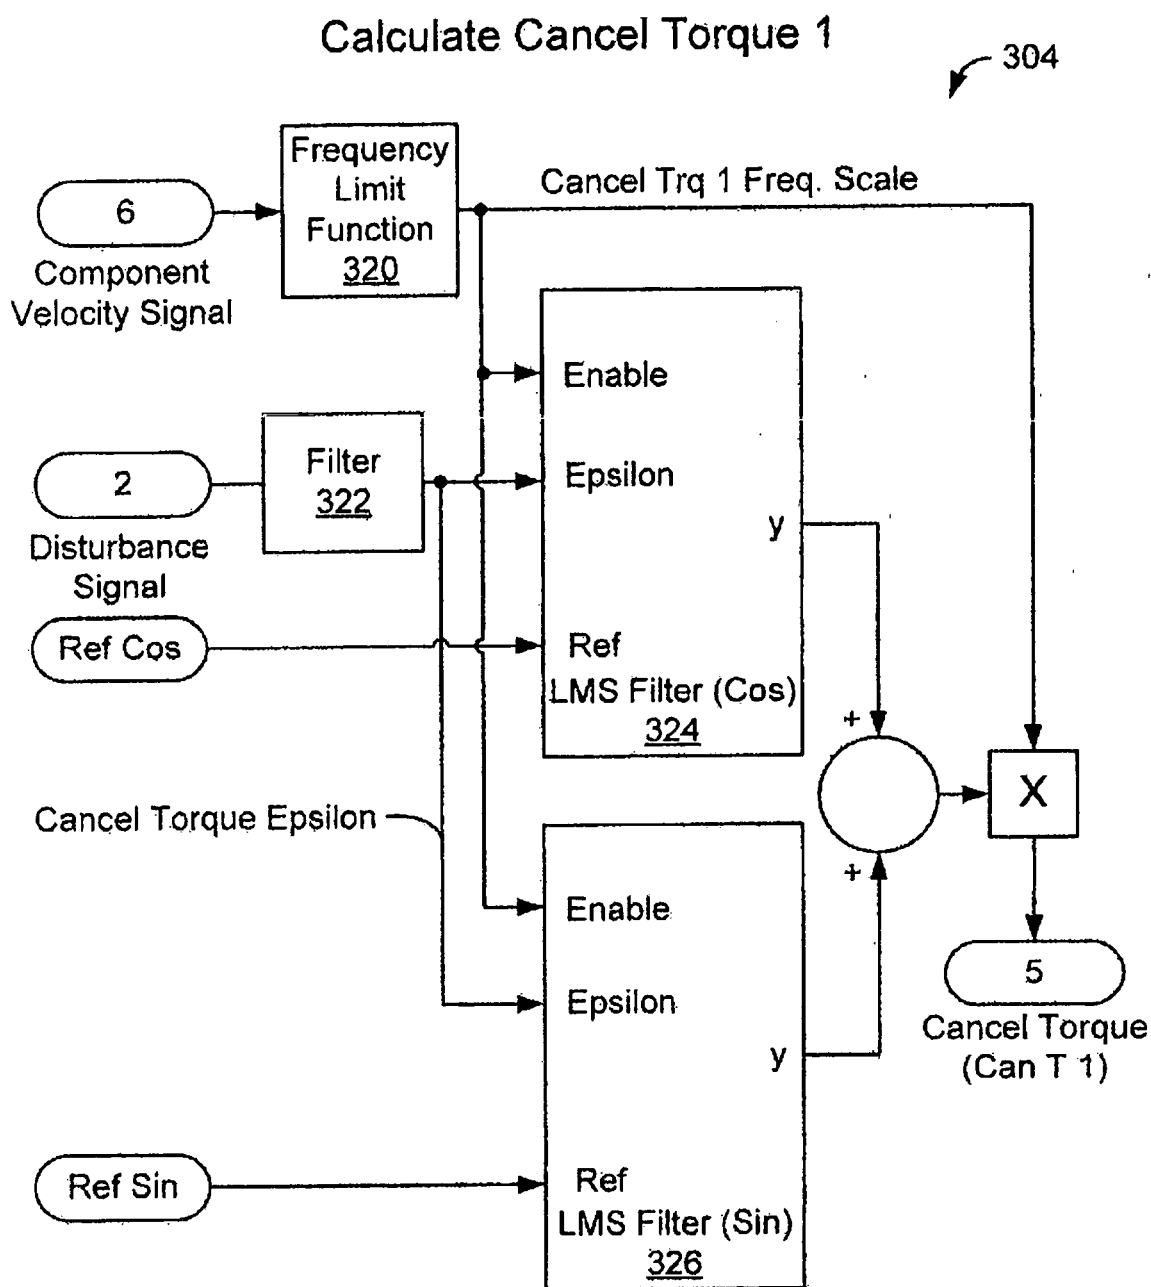 Calculate Cancel Torque 1
304
Frequency
Limit
Function
320
Cancel Trq 1 Freq. Scale
6
Component
Velocity Signal
Enable
Filter
322
2
Epsilon
y
Disturbance
Signal
Ref Cos
Ref
LMS Filter (Cos)
324
+
X
Cancel Torque Epsilon
+
Enable
5
Epsilon
Cancel Torque
(Can T 1)
y
Ref Sin
Ref
LMS Filter (Sin)
326